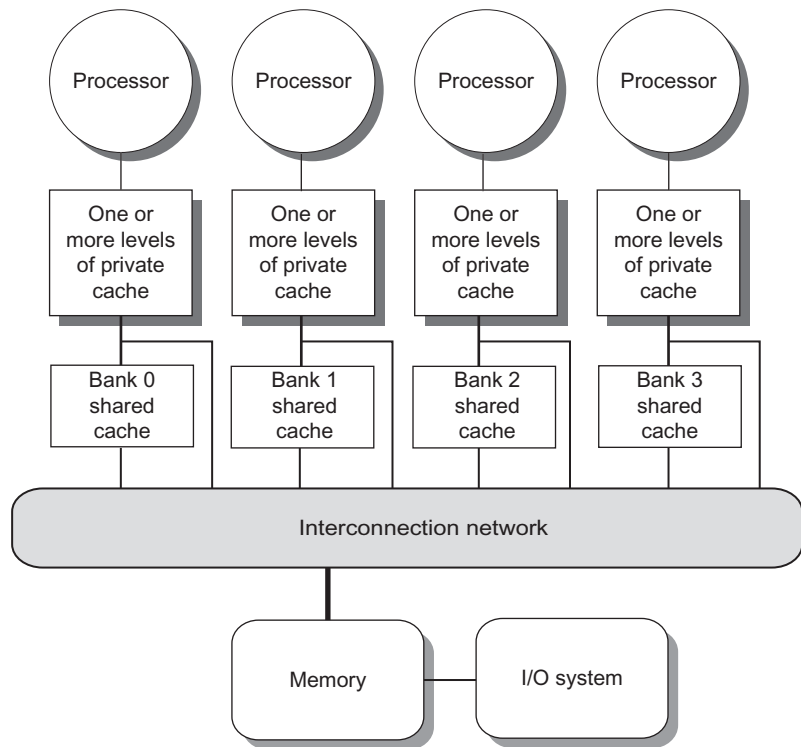 Processor
Processor
Processor
Processor
One or
more levels
of private
cache
One or
more levels
of private
cache
One or
more levels
of private
cache
One or
more levels
of private
cache
Bank 0
shared
cache
Bank 1
shared
cache
Bank 2
shared
cache
Bank 3
shared
cache
Interconnection network
Memory
I/O system